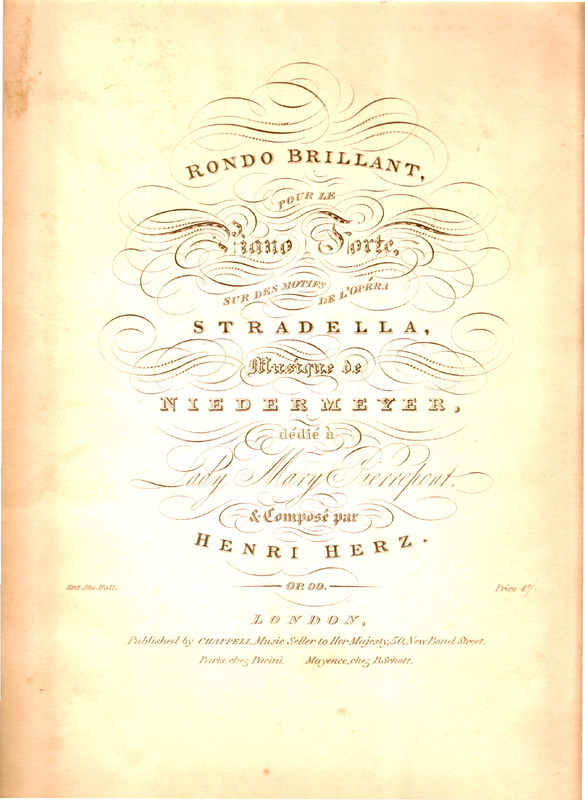 RONDO BRILLANT,
POUR LE
Piano Forte,
SUR DES MOTIFS DE L'OPÉRA
STRADELLA,
Musique de
NIEDERMEYER,
dédié à
Lady Mary Pierrepont,
& Composé par
HENRI HERZ.
OP. 99.
Ent. Sta. Hall.
Price 4/.
LONDON,
Published by CHAPPELL, Music Seller to Her Majesty, 50, New Bond Street.
Paris, chez Pacini. Mayence, chez B. Schott.